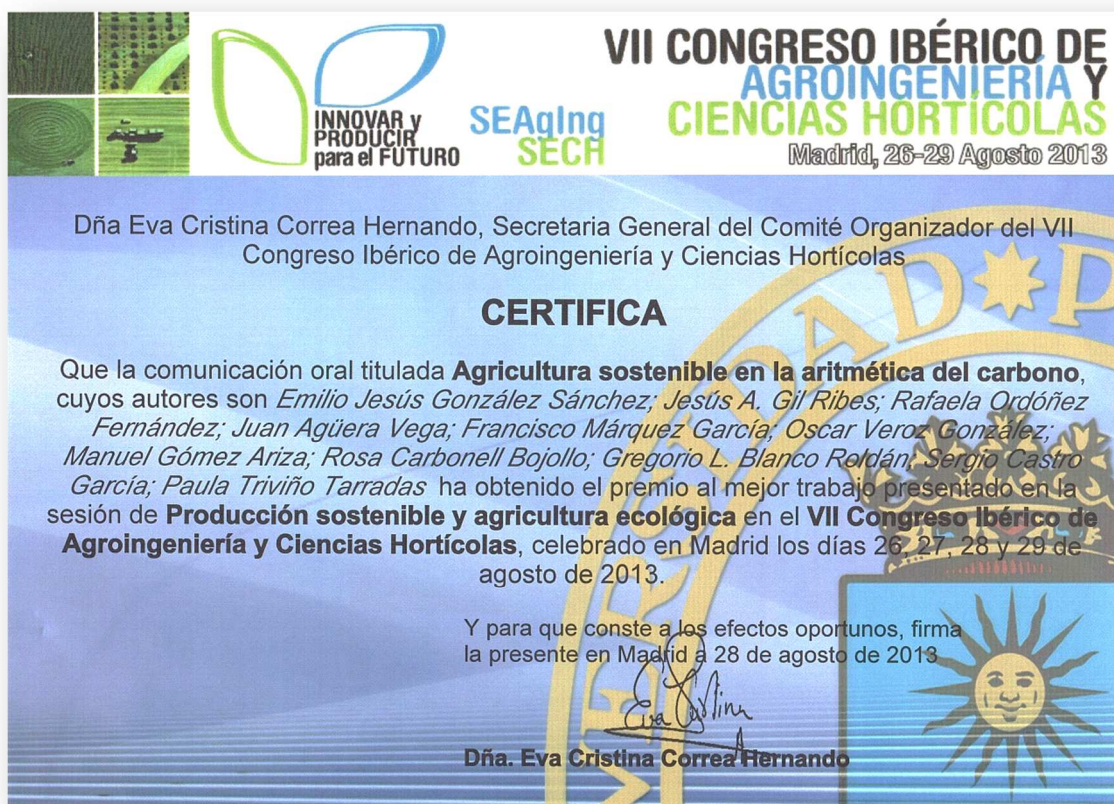 INNOVAR y
PRODUCIR
para el FUTURO
SEAgIng
SECH
VII CONGRESO IBÉRICO DE
AGROINGENIERÍA Y
CIENCIAS HORTÍCOLAS
Madrid, 26-29 Agosto 2013
Dña Eva Cristina Correa Hernando, Secretaria General del Comité Organizador del VII
Congreso Ibérico de Agroingeniería y Ciencias Hortícolas
CERTIFICA
Que la comunicación oral titulada Agricultura sostenible en la aritmética del carbono,
cuyos autores son Emilio Jesús González Sánchez; Jesús A. Gil Ribes; Rafaela Ordóñez
Fernández; Juan Agüera Vega; Francisco Márquez García; Oscar Veroz González;
Manuel Gómez Ariza; Rosa Carbonell Bojollo; Gregorio L. Blanco Roldán; Sergio Castro
García; Paula Triviño Tarradas ha obtenido el premio al mejor trabajo presentado en la
sesión de Producción sostenible y agricultura ecológica en el VII Congreso Ibérico de
Agroingeniería y Ciencias Hortícolas, celebrado en Madrid los días 26, 27, 28 y 29 de
agosto de 2013.
Y para que conste a los efectos oportunos, firma
la presente en Madrid a 28 de agosto de 2013
Eva Cristina
Dña. Eva Cristina Correa Hernando
ERSIDAD P